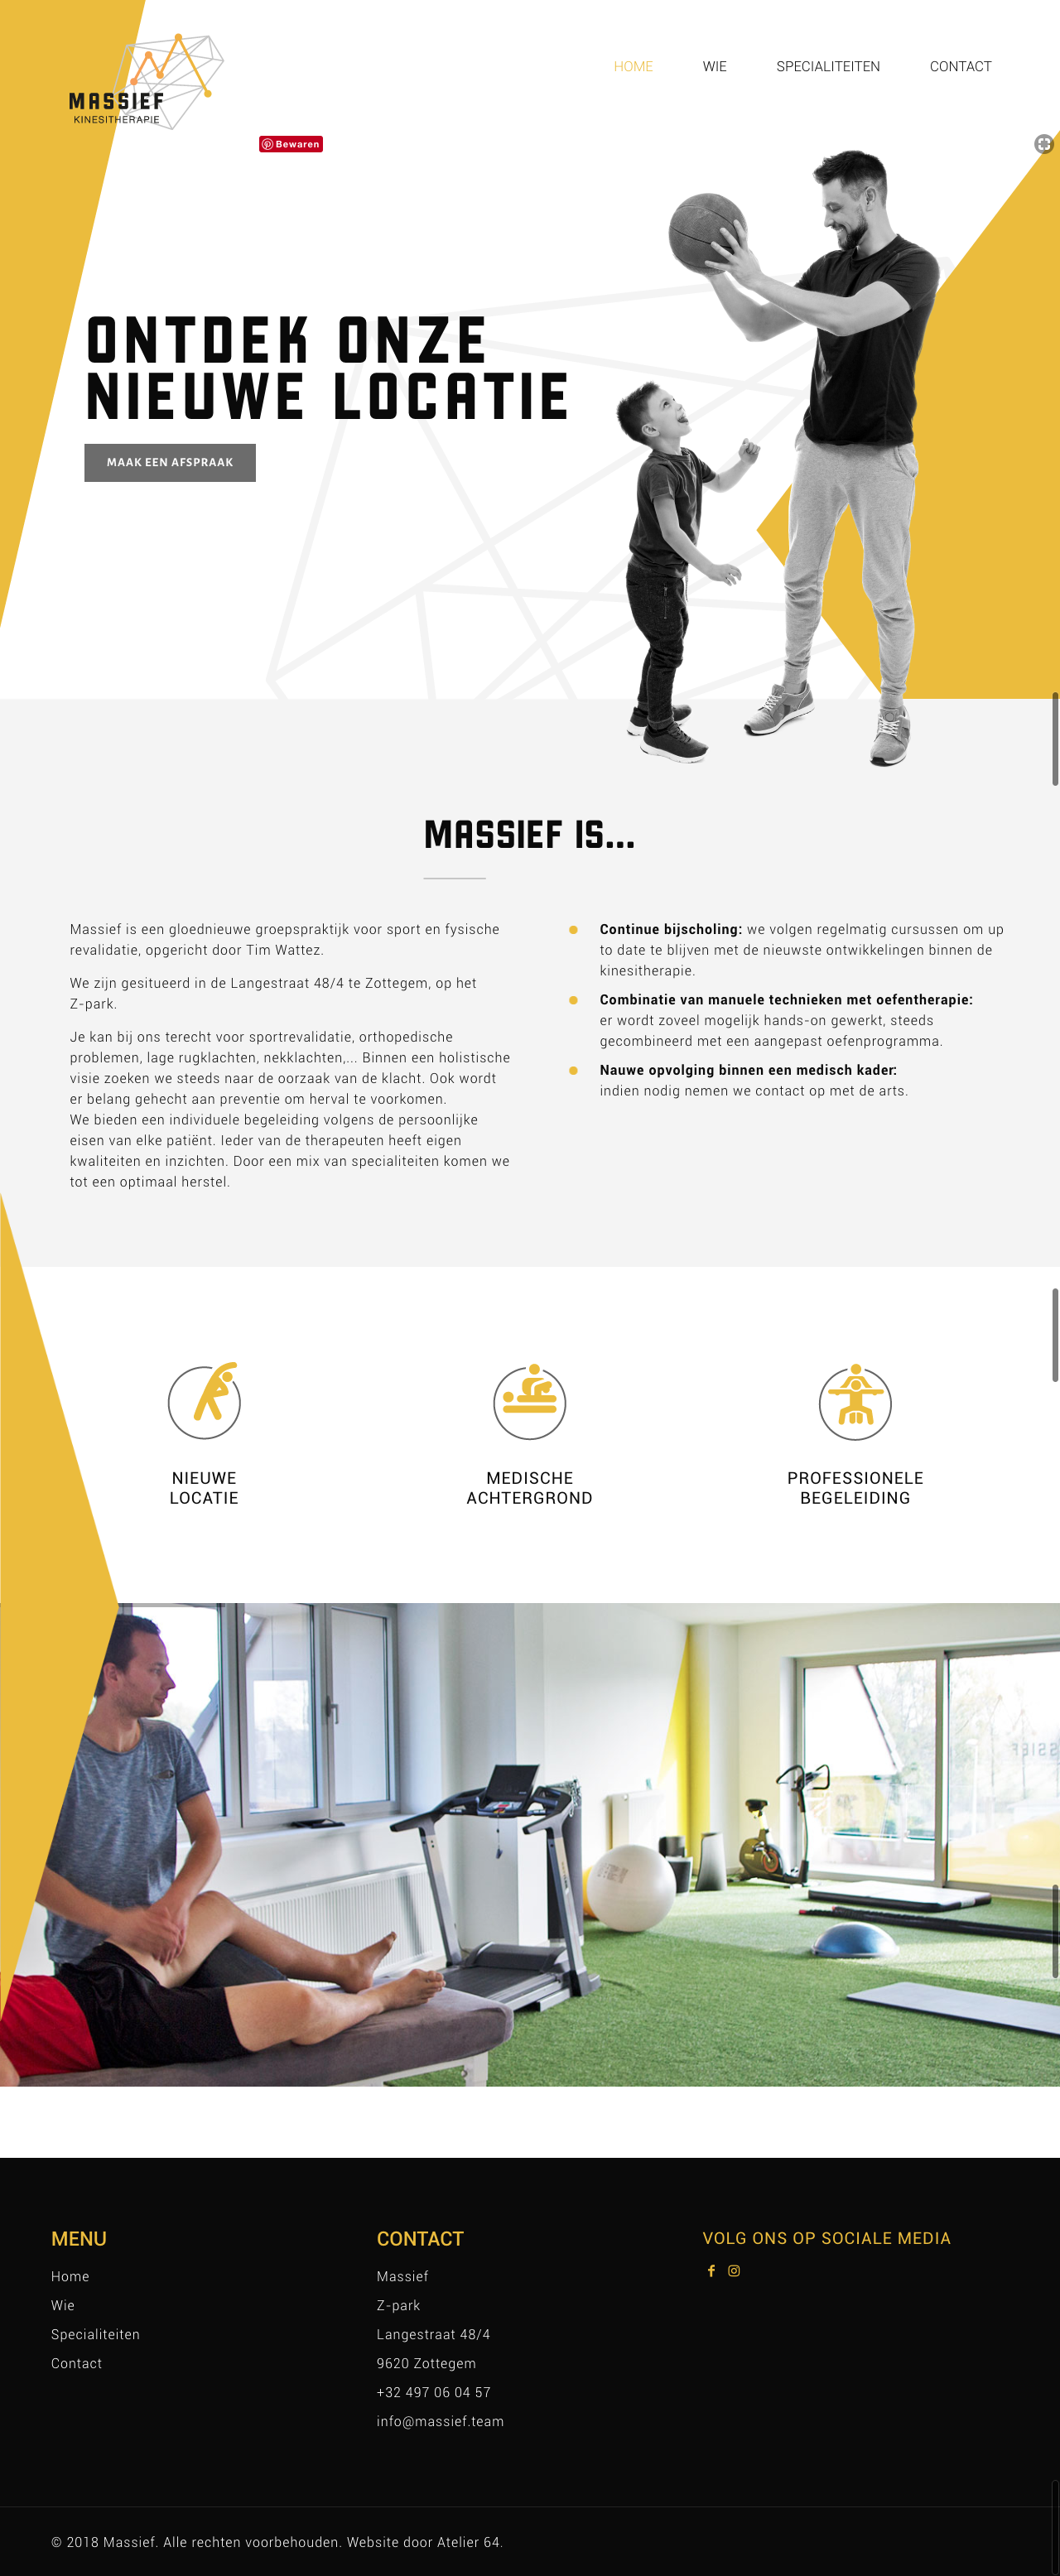 MASSIEF
KINESITHERAPIE
HOME
WIE
SPECIALITEITEN
CONTACT
Bewaren
ONTDEK ONZE
NIEUWE LOCATIE
MAAK EEN AFSPRAAK
MASSIEF IS...
Massief is een gloednieuwe groepspraktijk voor sport en fysische
revalidatie, opgericht door Tim Wattez.
We zijn gesitueerd in de Langestraat 48/4 te Zottegem, op het
Z-park.
Je kan bij ons terecht voor sportrevalidatie, orthopedische
problemen, lage rugklachten, nekklachten,... Binnen een holistische
visie zoeken we steeds naar de oorzaak van de klacht. Ook wordt
er belang gehecht aan preventie om herval te voorkomen.
We bieden een individuele begeleiding volgens de persoonlijke
eisen van elke patiënt. Ieder van de therapeuten heeft eigen
kwaliteiten en inzichten. Door een mix van specialiteiten komen we
tot een optimaal herstel.
Continue bijscholing: we volgen regelmatig cursussen om up
to date te blijven met de nieuwste ontwikkelingen binnen de
kinesitherapie.
Combinatie van manuele technieken met oefentherapie:
er wordt zoveel mogelijk hands-on gewerkt, steeds
gecombineerd met een aangepast oefenprogramma.
Nauwe opvolging binnen een medisch kader:
indien nodig nemen we contact op met de arts.
NIEUWE
LOCATIE
MEDISCHE
ACHTERGROND
PROFESSIONELE
BEGELEIDING
MENU
Home
Wie
Specialiteiten
Contact
CONTACT
Massief
Z-park
Langestraat 48/4
9620 Zottegem
+32 497 06 04 57
info@massief.team
VOLG ONS OP SOCIALE MEDIA
© 2018 Massief. Alle rechten voorbehouden. Website door Atelier 64.